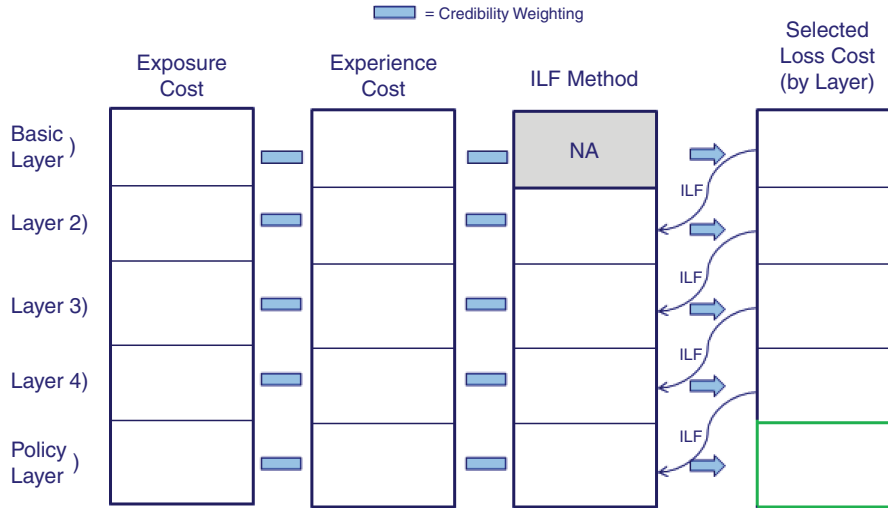 = Credibility Weighting
Exposure
Cost
Experience
Cost
ILF Method
Selected
Loss Cost
(by Layer)
Basic
Layer )
NA
ILF
Layer 2)
ILF
Layer 3)
ILF
Layer 4)
ILF
Policy
Layer )